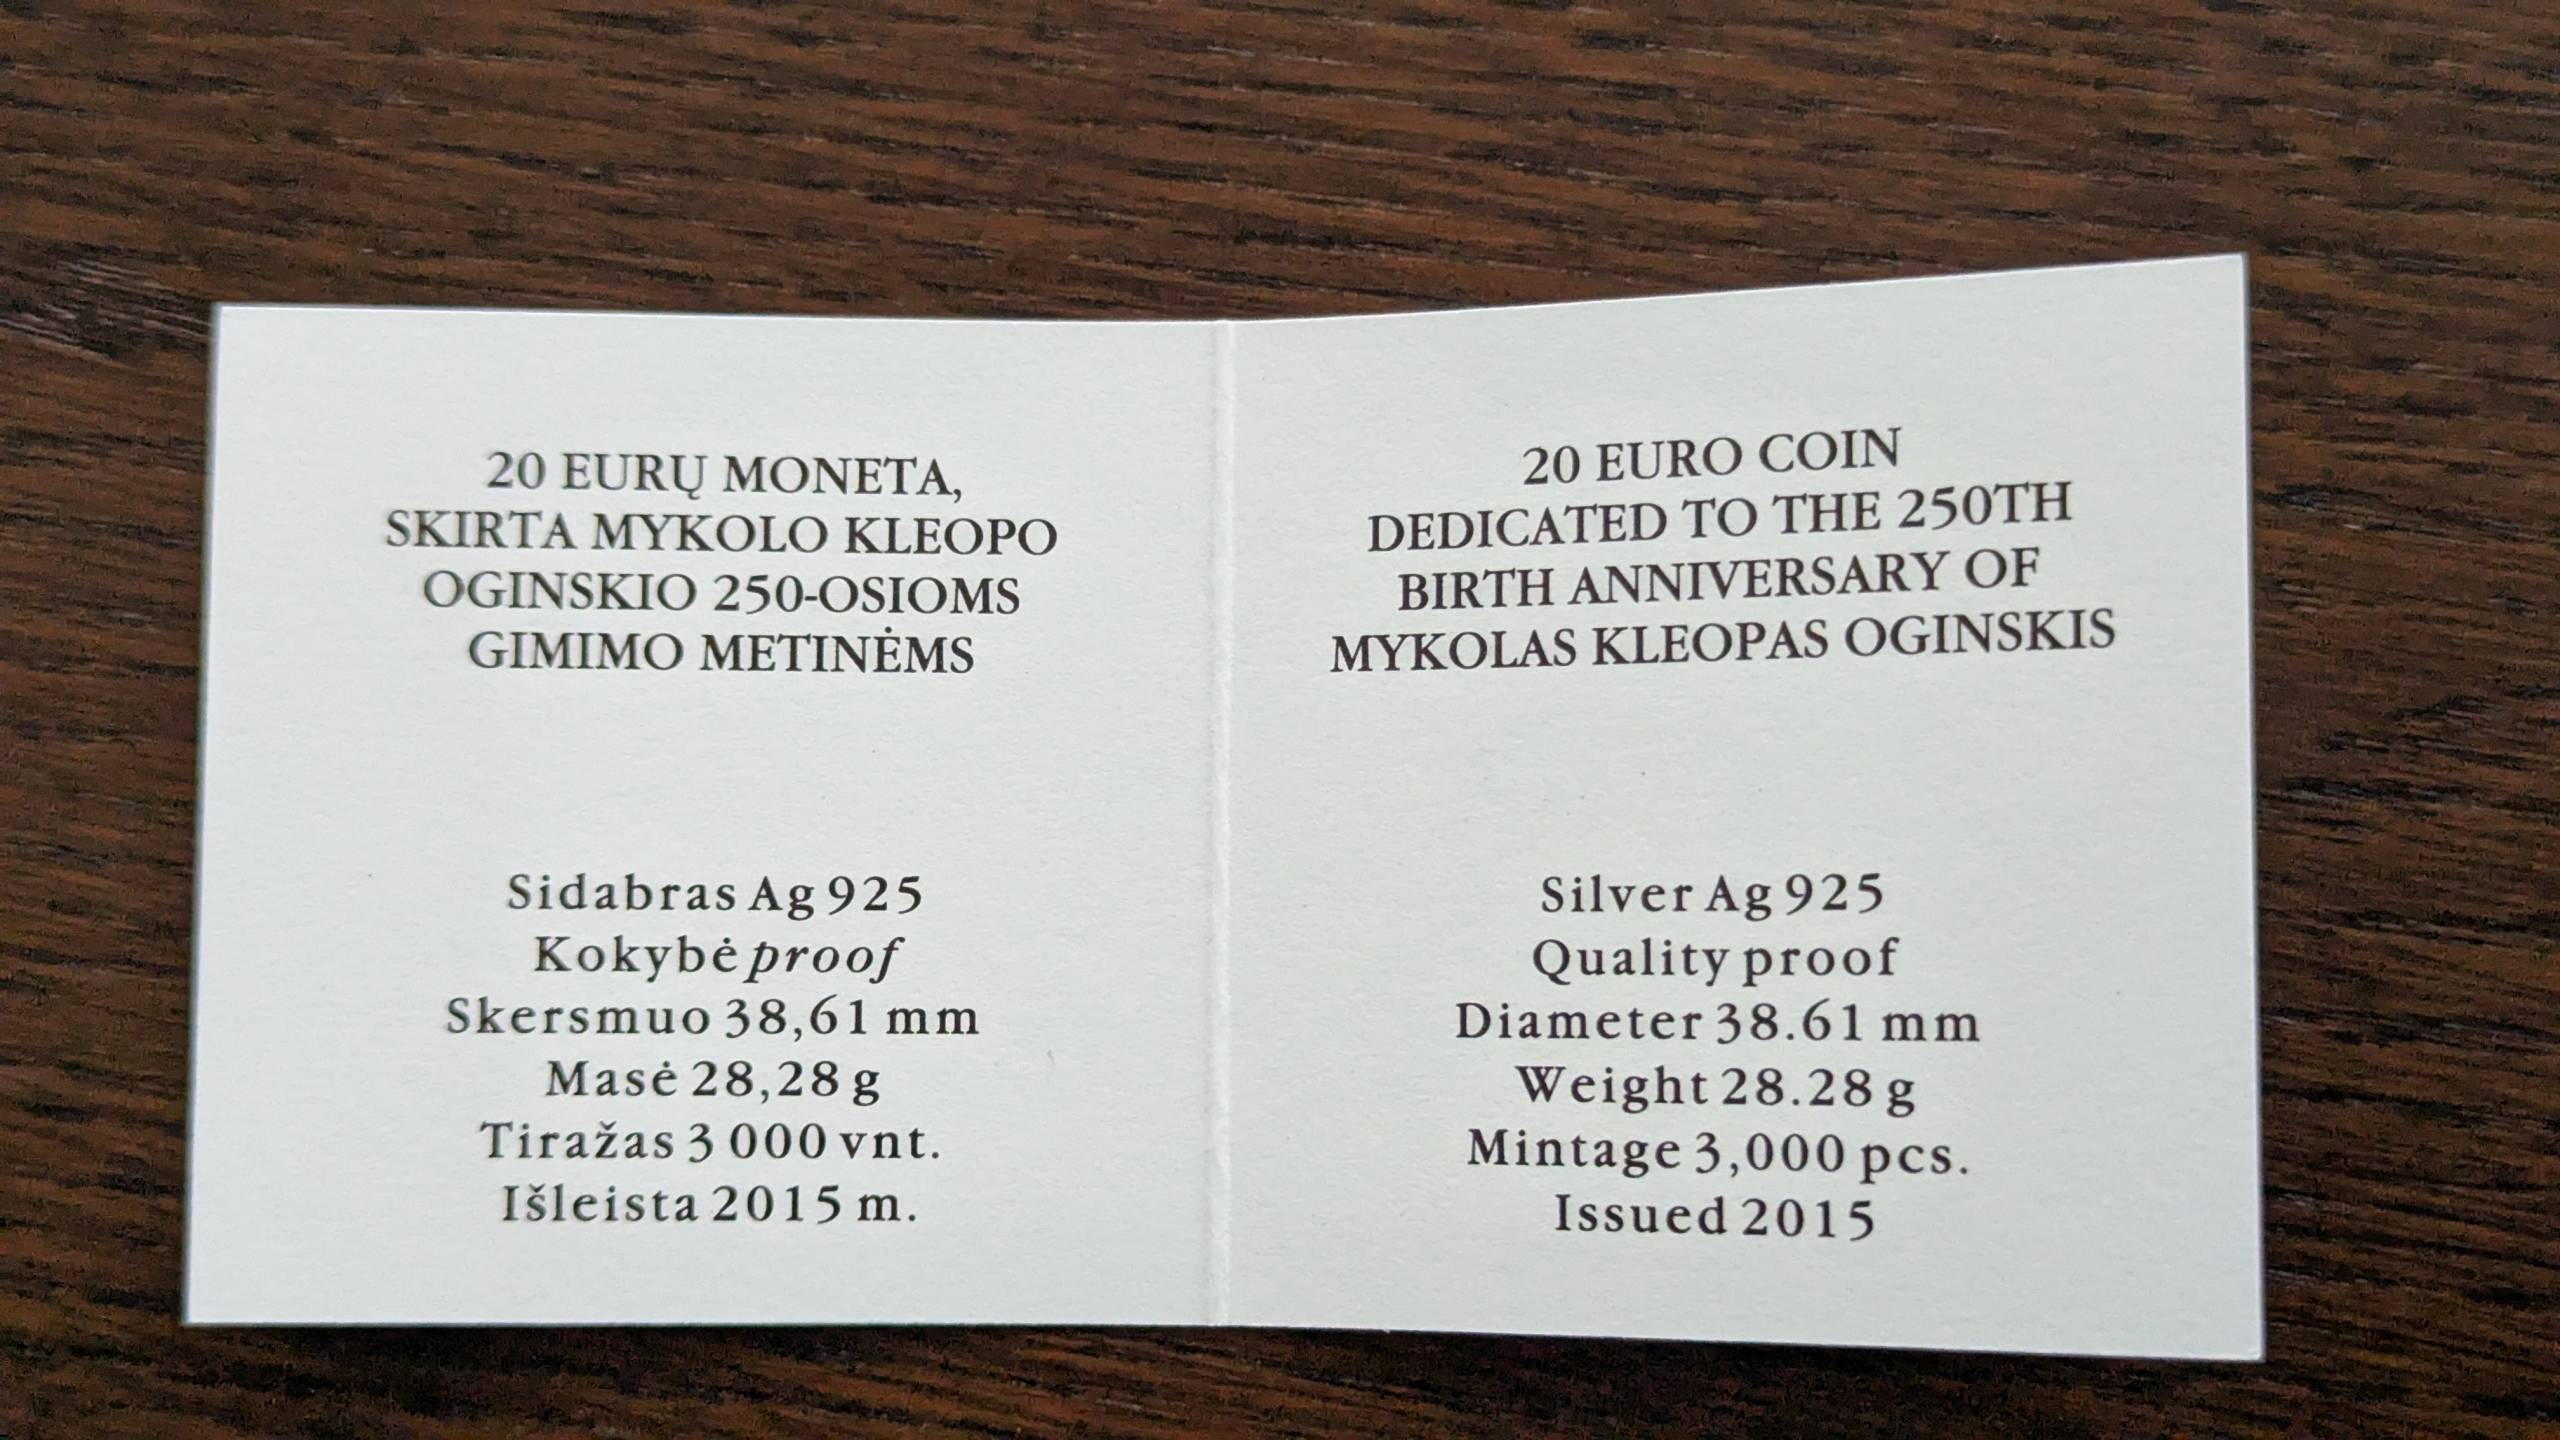 20 EURŲ MONETA,
SKIRTA MYKOLO KLEOPO
OGINSKIO 250-OSIOMS
GIMIMO METINĖMS
Sidabras Ag 925
Kokybė proof
Skersmuo 38,61 mm
Masė 28,28 g
Tiražas 3 000 vnt.
Išleista 2015 m.
20 EURO COIN
DEDICATED TO THE 250TH
BIRTH ANNIVERSARY OF
MYKOLAS KLEOPAS OGINSKIS
Silver Ag 925
Quality proof
Diameter 38.61 mm
Weight 28.28 g
Mintage 3,000 pcs.
Issued 2015